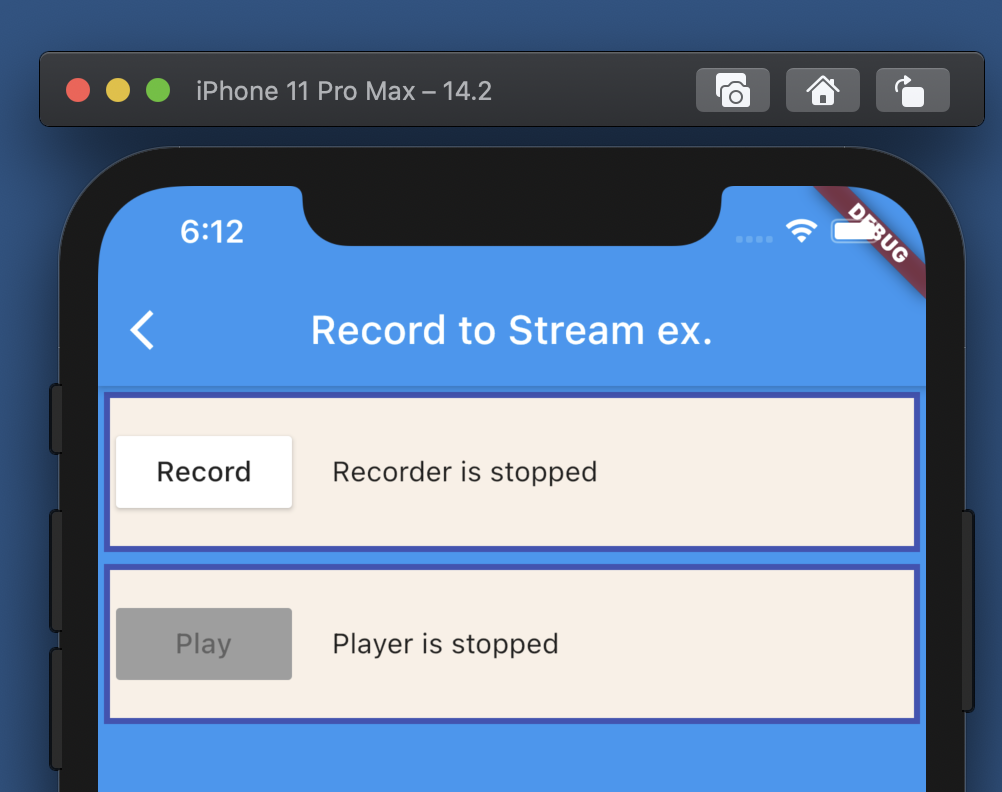 iPhone 11 Pro Max – 14.2
6:12
DEBUG
Record to Stream ex.
Record
Recorder is stopped
Play
Player is stopped